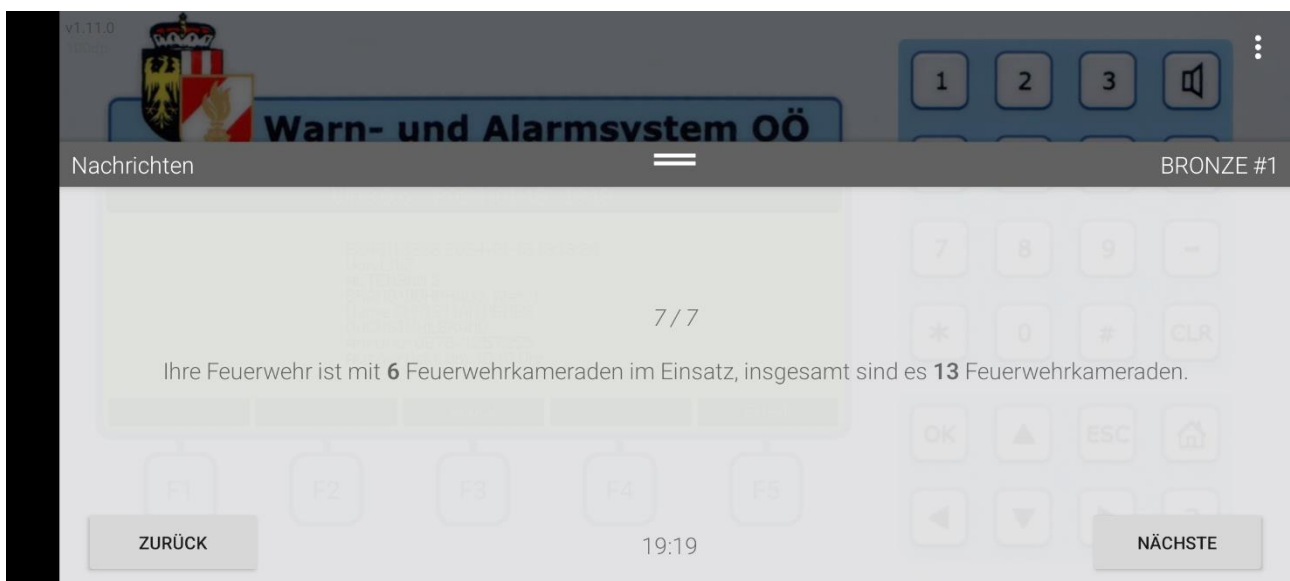 v1.11.0
1 2 3
Warn- und Alarmsystem OÖ
Nachrichten BRONZE #1
7 8 9
7 / 7
* 0 # CLR
Ihre Feuerwehr ist mit 6 Feuerwehrkameraden im Einsatz, insgesamt sind es 13 Feuerwehrkameraden.
OK ESC
F1 F2 F3 F4 F5
ZURÜCK 19:19 NÄCHSTE